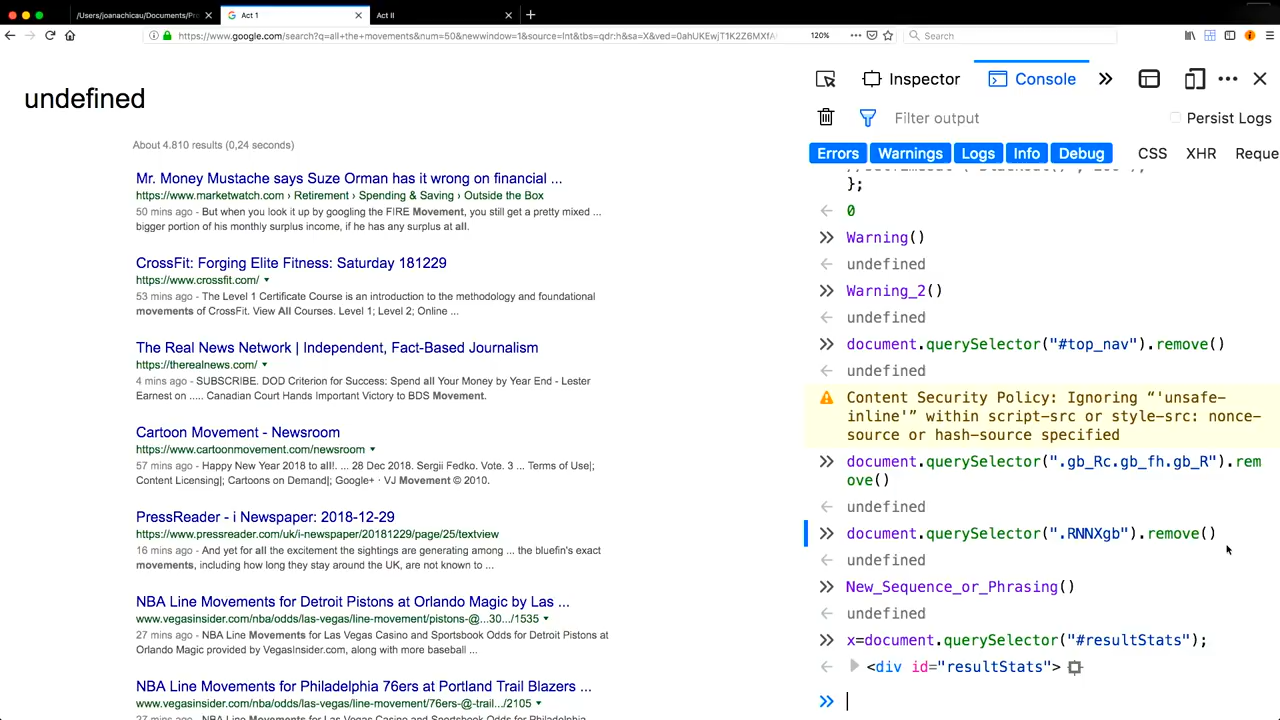 /Users/joanachicau/Documents/Pro
Act 1
Act II
https://www.google.com/search?q=all+the+movements&num=50&newwindow=1&source=lnt&tbs=qdr:h&sa=X&ved=0ahUKEwjT1K2Z6MXfA
120%
Search
undefined
About 4.810 results (0,24 seconds)
Mr. Money Mustache says Suze Orman has it wrong on financial ...
https://www.marketwatch.com › Retirement › Spending & Saving › Outside the Box
50 mins ago - But when you look it up by googling the FIRE Movement, you still get a pretty mixed ...
bigger portion of his monthly surplus income, if he has any surplus at all.
CrossFit: Forging Elite Fitness: Saturday 181229
https://www.crossfit.com/
53 mins ago - The Level 1 Certificate Course is an introduction to the methodology and foundational
movements of CrossFit. View All Courses. Level 1; Level 2; Online ...
The Real News Network | Independent, Fact-Based Journalism
https://therealnews.com/
4 mins ago - SUBSCRIBE. DOD Criterion for Success: Spend all Your Money by Year End - Lester
Earnest on ..... Canadian Court Hands Important Victory to BDS Movement.
Cartoon Movement - Newsroom
https://www.cartoonmovement.com/newsroom
57 mins ago - Happy New Year 2018 to all!. ... 28 Dec 2018. Sergii Fedko. Vote. 3 ... Terms of Use|;
Content Licensing|; Cartoons on Demand|; Google+ · VJ Movement © 2010.
PressReader - i Newspaper: 2018-12-29
https://www.pressreader.com/uk/i-newspaper/20181229/page/25/textview
16 mins ago - And yet for all the excitement the sightings are generating among ... the bluefin's exact
movements, including how long they stay around the UK, are not known to ...
NBA Line Movements for Detroit Pistons at Orlando Magic by Las ...
www.vegasinsider.com/nba/odds/las-vegas/line-movement/pistons-@...30.../1535
27 mins ago - NBA Line Movements for Las Vegas Casino and Sportsbook Odds for Detroit Pistons at
Orlando Magic provided by VegasInsider.com, along with more baseball ...
NBA Line Movements for Philadelphia 76ers at Portland Trail Blazers ...
www.vegasinsider.com/nba/odds/las-vegas/line-movement/76ers-@-trail.../2105
Inspector
Console
Filter output
Persist Logs
Errors
Warnings
Logs
Info
Debug
CSS
XHR
Reque
};
0
Warning()
undefined
Warning_2()
undefined
document.querySelector("#top_nav").remove()
undefined
Content Security Policy: Ignoring “'unsafe-
inline'” within script-src or style-src: nonce-
source or hash-source specified
document.querySelector(".gb_Rc.gb_fh.gb_R").rem
ove()
undefined
document.querySelector(".RNNXgb").remove()
undefined
New_Sequence_or_Phrasing()
undefined
x=document.querySelector("#resultStats");
<div id="resultStats">